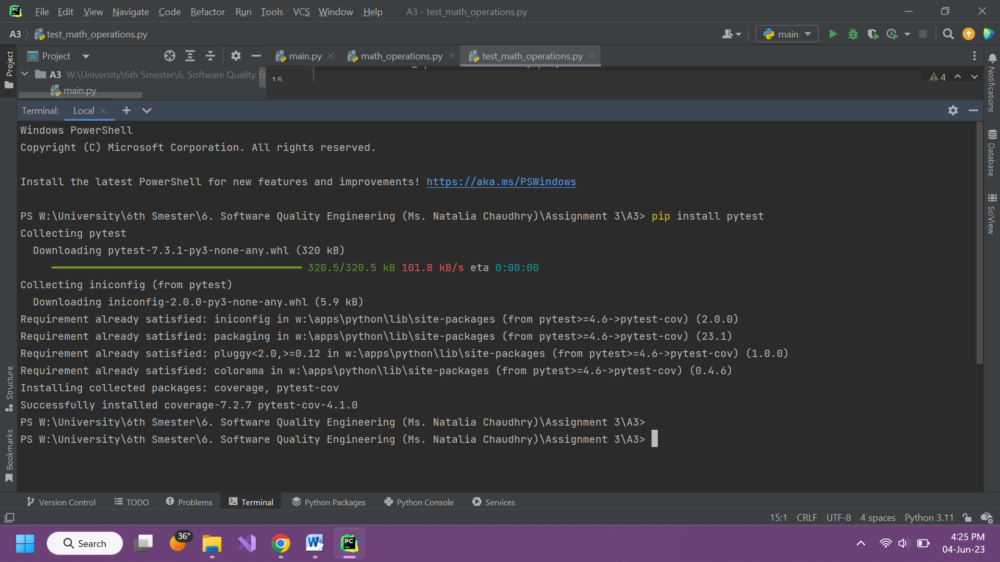 File Edit View Navigate Code Refactor Run Tools VCS Window Help A3 - test_math_operations.py
A3 test_math_operations.py main
Project main.py math_operations.py test_math_operations.py
A3 W:\University\6th Smester\6. Software Quality
15
4
main.py
Terminal: Local
Windows PowerShell
Copyright (C) Microsoft Corporation. All rights reserved.
Install the latest PowerShell for new features and improvements! https://aka.ms/PSWindows
PS W:\University\6th Smester\6. Software Quality Engineering (Ms. Natalia Chaudhry)\Assignment 3\A3> pip install pytest
Collecting pytest
Downloading pytest-7.3.1-py3-none-any.whl (320 kB)
320.5/320.5 kB 101.8 kB/s eta 0:00:00
Collecting iniconfig (from pytest)
Downloading iniconfig-2.0.0-py3-none-any.whl (5.9 kB)
Requirement already satisfied: iniconfig in w:\apps\python\lib\site-packages (from pytest>=4.6->pytest-cov) (2.0.0)
Requirement already satisfied: packaging in w:\apps\python\lib\site-packages (from pytest>=4.6->pytest-cov) (23.1)
Requirement already satisfied: pluggy<2.0,>=0.12 in w:\apps\python\lib\site-packages (from pytest>=4.6->pytest-cov) (1.0.0)
Requirement already satisfied: colorama in w:\apps\python\lib\site-packages (from pytest>=4.6->pytest-cov) (0.4.6)
Installing collected packages: coverage, pytest-cov
Successfully installed coverage-7.2.7 pytest-cov-4.1.0
PS W:\University\6th Smester\6. Software Quality Engineering (Ms. Natalia Chaudhry)\Assignment 3\A3>
PS W:\University\6th Smester\6. Software Quality Engineering (Ms. Natalia Chaudhry)\Assignment 3\A3>
Project
Structure
Bookmarks
Notifications
Database
SciView
Version Control TODO Problems Terminal Python Packages Python Console Services
15:1 CRLF UTF-8 4 spaces Python 3.11
Search
36°
PC
4:25 PM
04-Jun-23